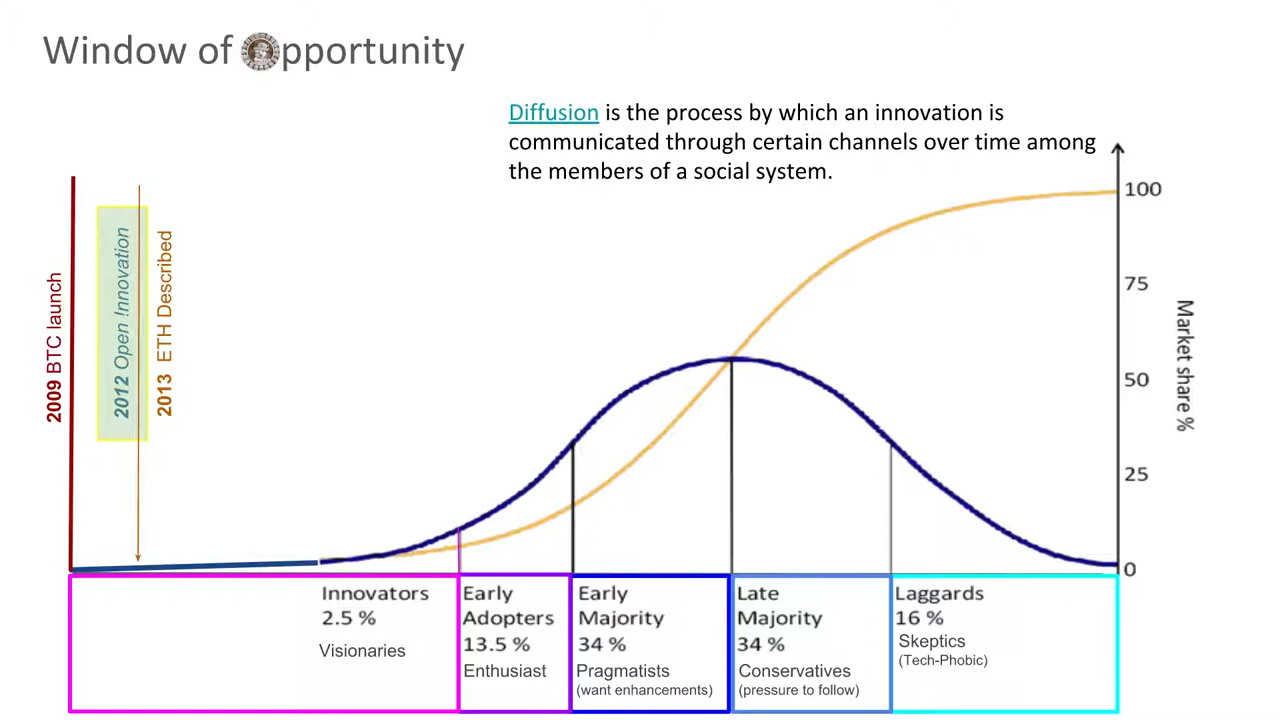 Window of pportunity
Diffusion is the process by which an innovation is
communicated through certain channels over time among
the members of a social system.
2009 BTC launch
2012 Open !nnovation
2013 ETH Described
100
75
50
25
0
Market share %
Innovators
2.5 %
Visionaries
Early
Adopters
13.5 %
Enthusiast
Early
Majority
34 %
Pragmatists
(want enhancements)
Late
Majority
34 %
Conservatives
(pressure to follow)
Laggards
16 %
Skeptics
(Tech-Phobic)